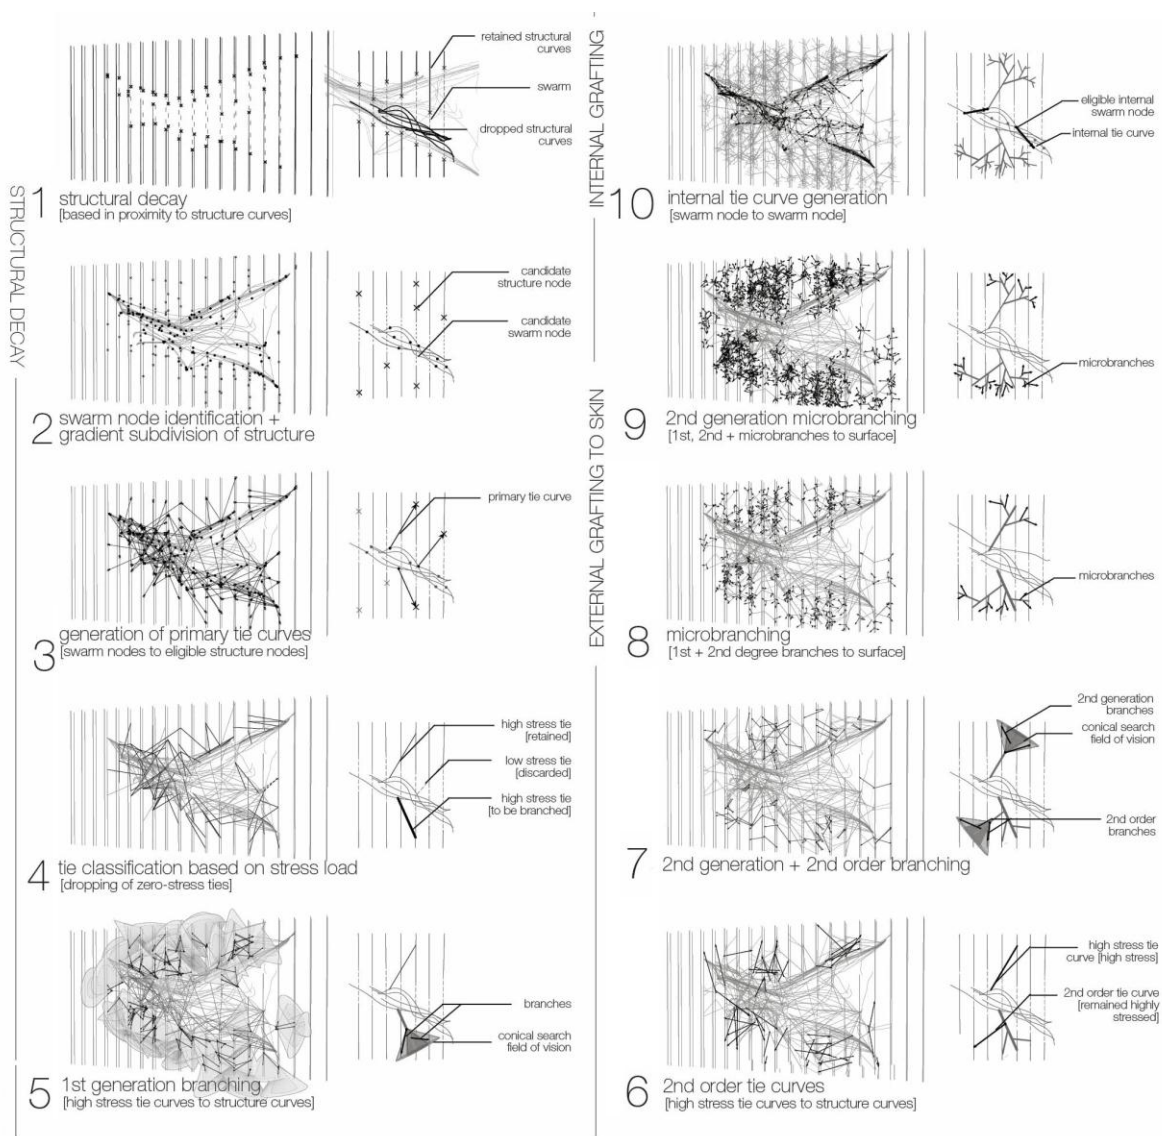 STRUCTURAL DECAY
retained structural
curves
swarm
dropped structural
curves
1
structural decay
[based in proximity to structure curves]
candidate
structure node
candidate
swarm node
2
swarm node identification +
gradient subdivision of structure
primary tie curve
3
generation of primary tie curves
[swarm nodes to eligible structure nodes]
high stress tie
[retained]
low stress tie
[discarded]
high stress tie
[to be branched]
4
tie classification based on stress load
[dropping of zero-stress ties]
branches
conical search
field of vision
5
1st generation branching
[high stress tie curves to structure curves]
INTERNAL GRAFTING
EXTERNAL GRAFTING TO SKIN
eligible internal
swarm node
internal tie curve
10
internal tie curve generation
[swarm node to swarm node]
microbranches
9
2nd generation microbranching
[1st, 2nd + microbranches to surface]
microbranches
8
microbranching
[1st + 2nd degree branches to surface]
2nd generation
branches
conical search
field of vision
2nd order
branches
7
2nd generation + 2nd order branching
high stress tie
curve [high stress]
2nd order tie curve
[remained highly
stressed]
6
2nd order tie curves
[high stress tie curves to structure curves]